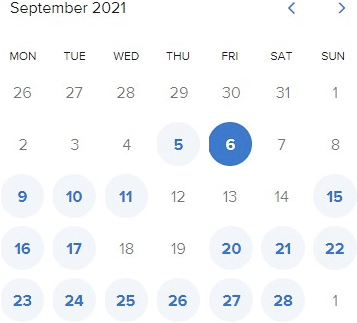 September 2021 < >
MON TUE WED THU FRI SAT SUN
26 27 28 29 30 31 1
2 3 4 5 6 7 8
9 10 11 12 13 14 15
16 17 18 19 20 21 22
23 24 25 26 27 28 1